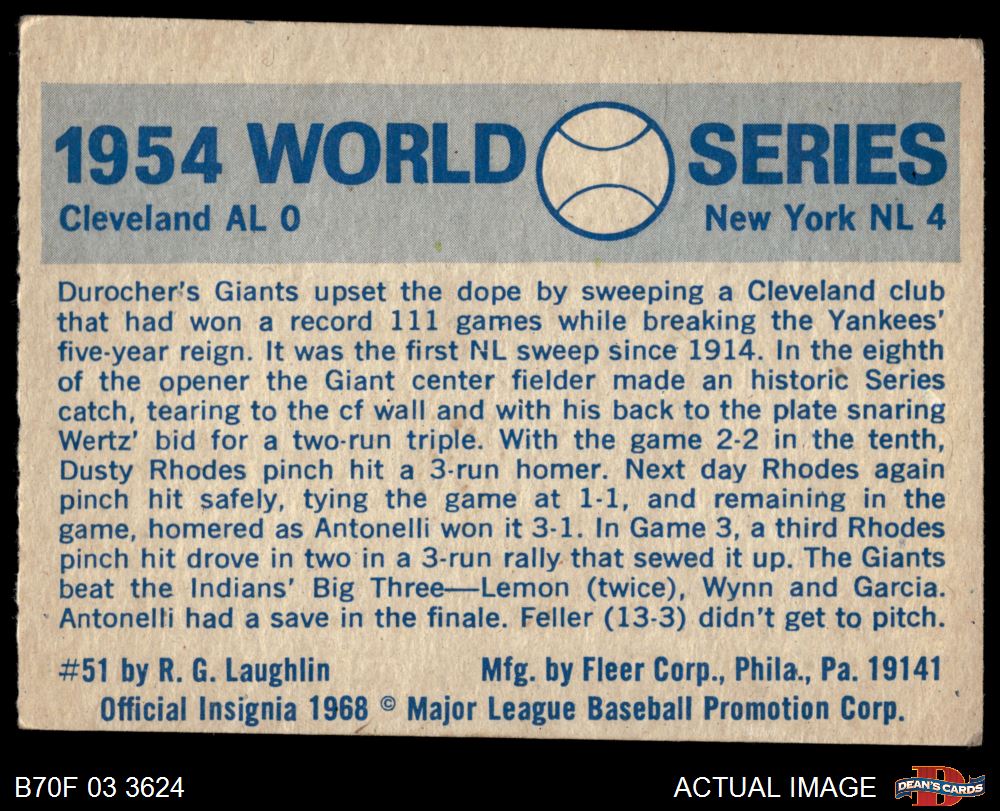 1954 WORLD SERIES
Cleveland AL 0 New York NL 4
Durocher's Giants upset the dope by sweeping a Cleveland club
that had won a record 111 games while breaking the Yankees'
five-year reign. It was the first NL sweep since 1914. In the eighth
of the opener the Giant center fielder made an historic Series
catch, tearing to the cf wall and with his back to the plate snaring
Wertz' bid for a two-run triple. With the game 2-2 in the tenth,
Dusty Rhodes pinch hit a 3-run homer. Next day Rhodes again
pinch hit safely, tying the game at 1-1, and remaining in the
game, homered as Antonelli won it 3-1. In Game 3, a third Rhodes
pinch hit drove in two in a 3-run rally that sewed it up. The Giants
beat the Indians' Big Three—Lemon (twice), Wynn and Garcia.
Antonelli had a save in the finale. Feller (13-3) didn't get to pitch.
#51 by R. G. Laughlin Mfg. by Fleer Corp., Phila., Pa. 19141
Official Insignia 1968 © Major League Baseball Promotion Corp.
B70F 03 3624 ACTUAL IMAGE DEAN'S CARDS